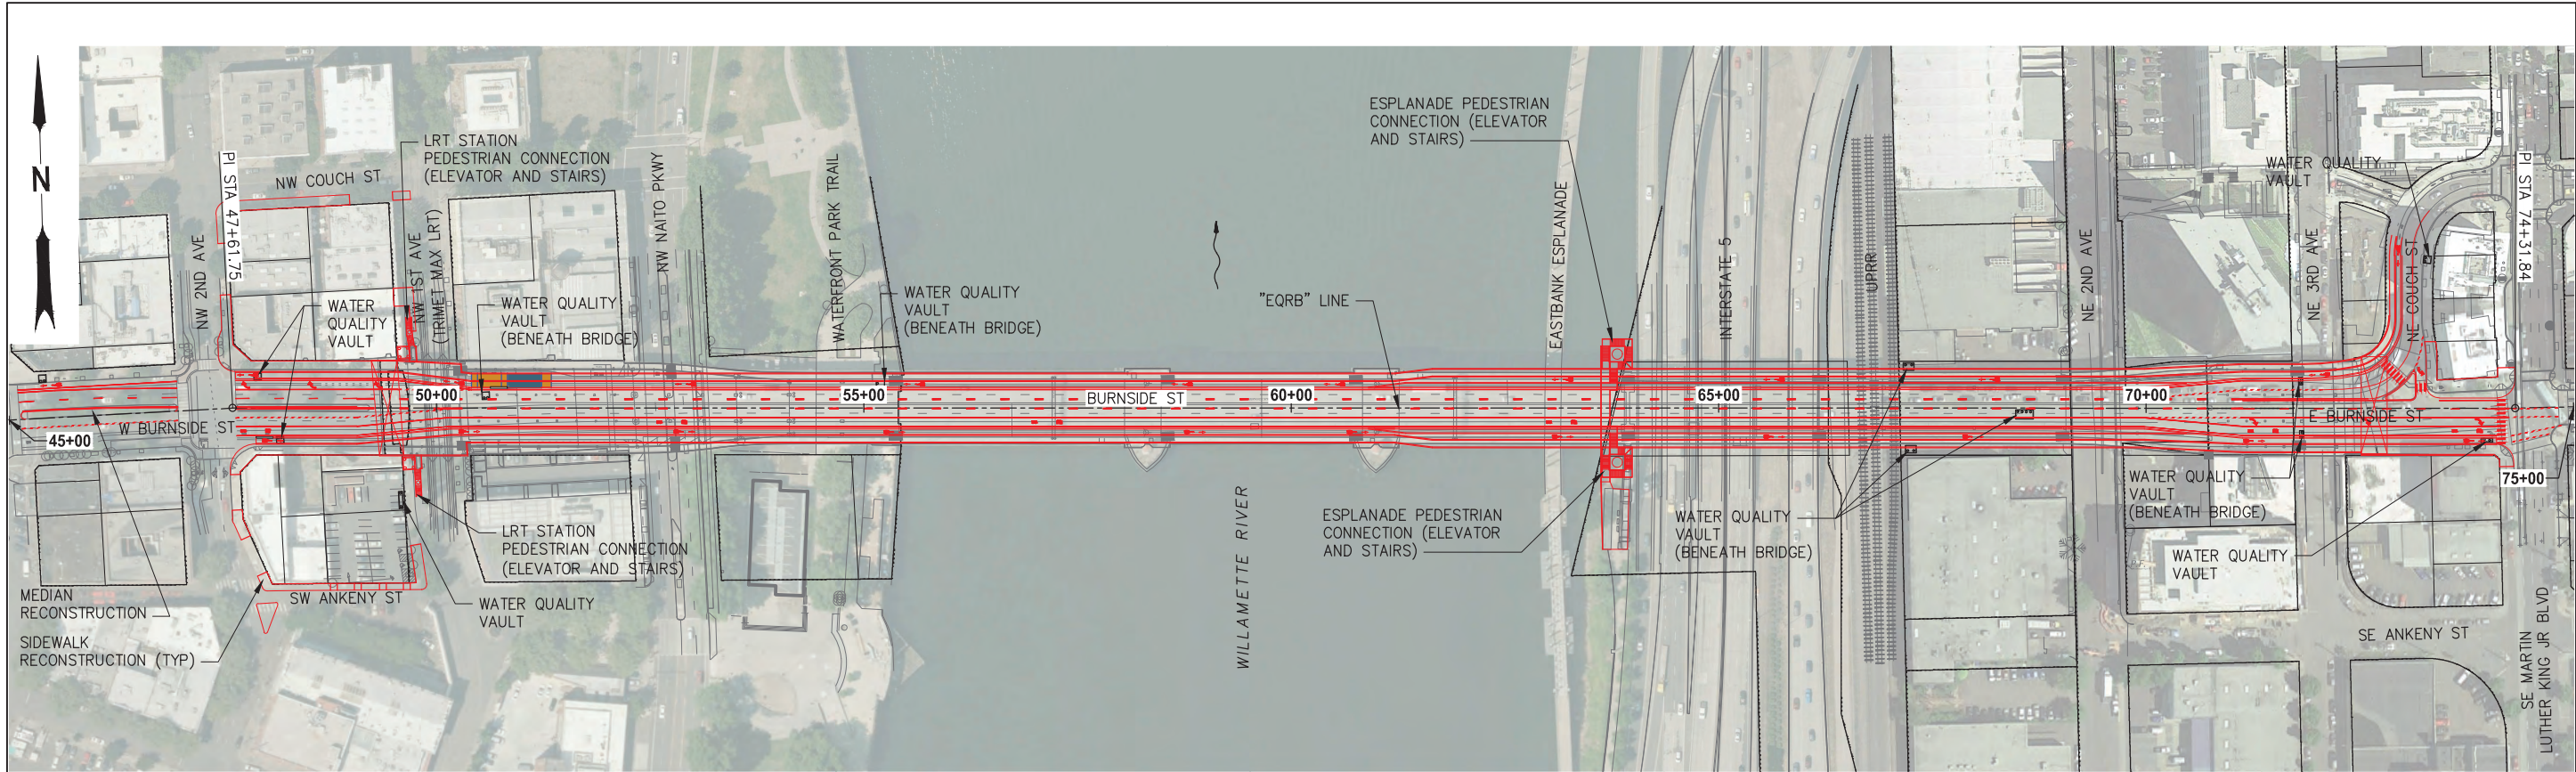 N
NW COUCH ST
PI STA 47+61.75
NW 2ND AVE
LRT STATION
PEDESTRIAN CONNECTION
(ELEVATOR AND STAIRS)
NW 1ST AVE
(TRIMET MAX LRT)
NW NAITO PKWY
WATERFRONT PARK TRAIL
WATER
QUALITY
VAULT
WATER QUALITY
VAULT
(BENEATH BRIDGE)
WATER QUALITY
VAULT
(BENEATH BRIDGE)
"EQRB" LINE
ESPLANADE PEDESTRIAN
CONNECTION (ELEVATOR
AND STAIRS)
EASTBANK ESPLANADE
INTERSTATE 5
UPRR
NE 2ND AVE
NE 3RD AVE
WATER QUALITY
VAULT
NE COUCH ST
PI STA 74+31.84
45+00
W BURNSIDE ST
50+00
55+00
BURNSIDE ST
60+00
65+00
70+00
E BURNSIDE ST
75+00
MEDIAN
RECONSTRUCTION
SIDEWALK
RECONSTRUCTION (TYP)
SW ANKENY ST
LRT STATION
PEDESTRIAN CONNECTION
(ELEVATOR AND STAIRS)
WATER QUALITY
VAULT
WILLAMETTE RIVER
ESPLANADE PEDESTRIAN
CONNECTION (ELEVATOR
AND STAIRS)
WATER QUALITY
VAULT
(BENEATH BRIDGE)
WATER QUALITY
VAULT
(BENEATH BRIDGE)
WATER QUALITY
VAULT
SE ANKENY ST
SE MARTIN
LUTHER KING JR BLVD